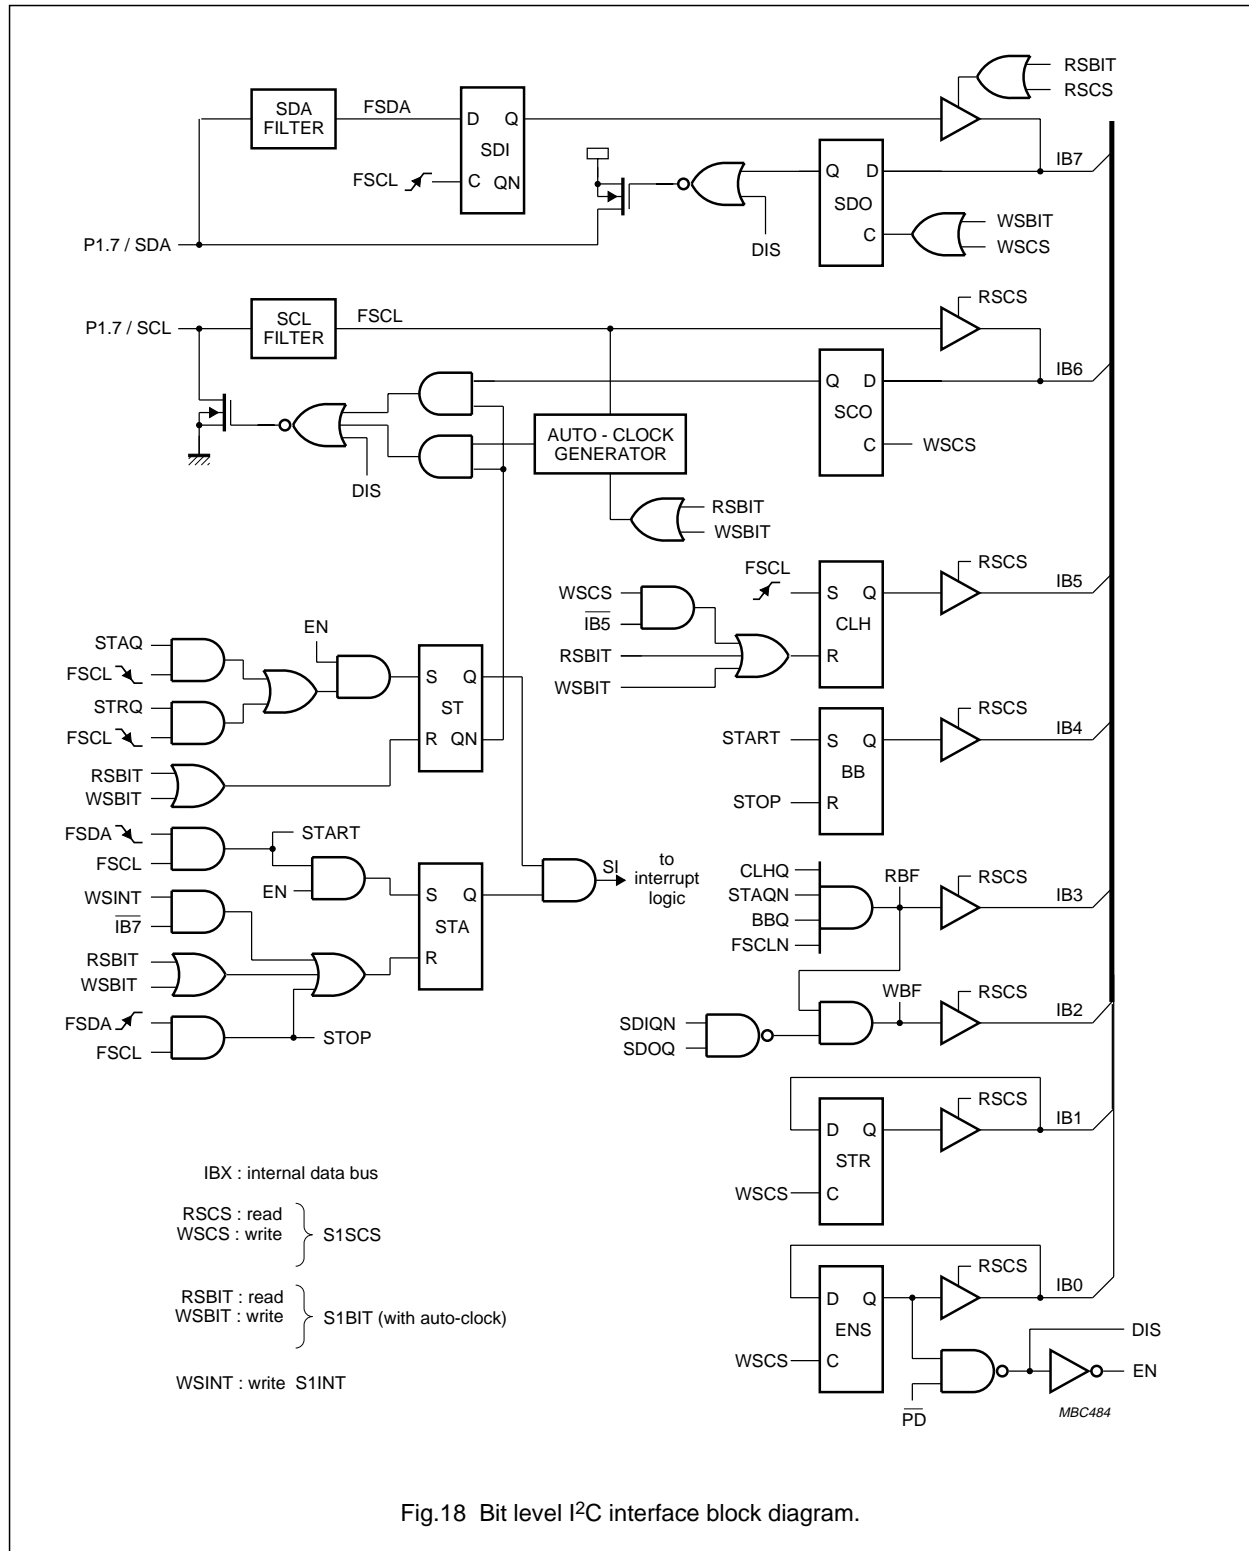 RSBIT
RSCS
SDA
FILTER
FSDA
D Q
SDI
C QN
FSCL
IB7
Q D
SDO
C
WSBIT
WSCS
DIS
P1.7 / SDA
P1.7 / SCL
SCL
FILTER
FSCL
RSCS
IB6
Q D
SCO
C
WSCS
AUTO - CLOCK
GENERATOR
DIS
RSBIT
WSBIT
FSCL
S Q
CLH
R
RSCS
IB5
WSCS
IB5
RSBIT
WSBIT
EN
STAQ
FSCL
STRQ
FSCL
RSBIT
WSBIT
S Q
ST
R QN
START
STOP
S Q
BB
R
RSCS
IB4
FSDA
FSCL
START
EN
WSINT
IB7
RSBIT
WSBIT
FSDA
FSCL
STOP
S Q
STA
R
SI
to
interrupt
logic
CLHQ
STAQN
BBQ
FSCLN
RBF
RSCS
IB3
SDIQN
SDOQ
WBF
RSCS
IB2
D Q
STR
C
WSCS
RSCS
IB1
D Q
ENS
C
WSCS
RSCS
IB0
PD
DIS
EN
MBC484
IBX : internal data bus
RSCS : read
WSCS : write
S1SCS
RSBIT : read
WSBIT : write
S1BIT (with auto-clock)
WSINT : write S1INT
Fig.18 Bit level I²C interface block diagram.